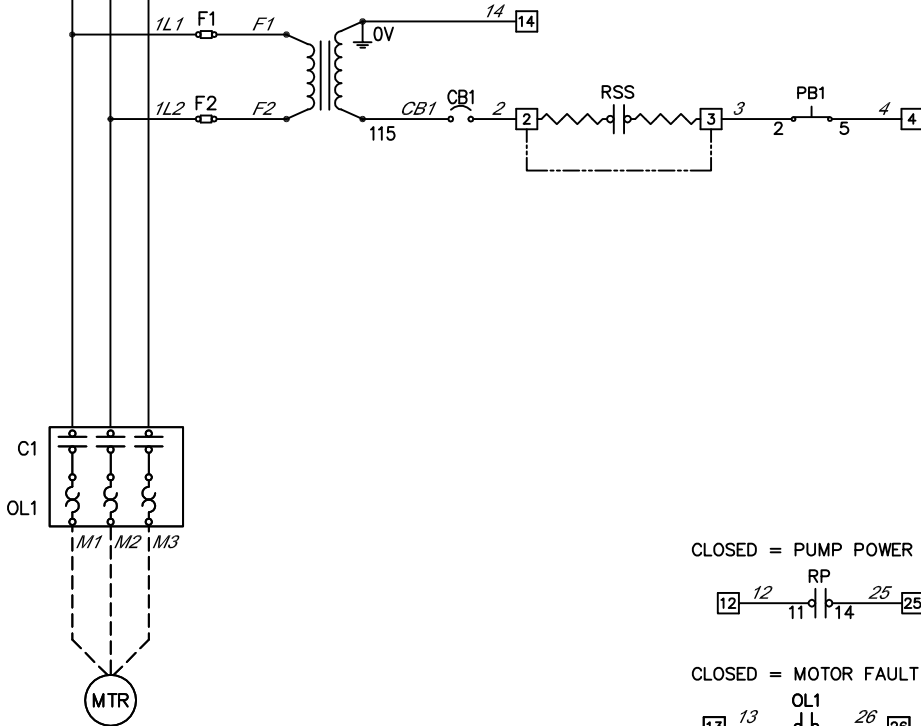 1L1 F1 F1
14 14
0V
1L2 F2 F2
115 CB1 CB1 2 2 RSS 3 3 PB1 4 4
2 5
C1
OL1
M1 M2 M3
MTR
CLOSED = PUMP POWER
RP
12 12 25 25
11 14
CLOSED = MOTOR FAULT
OL1
13 13 26 26